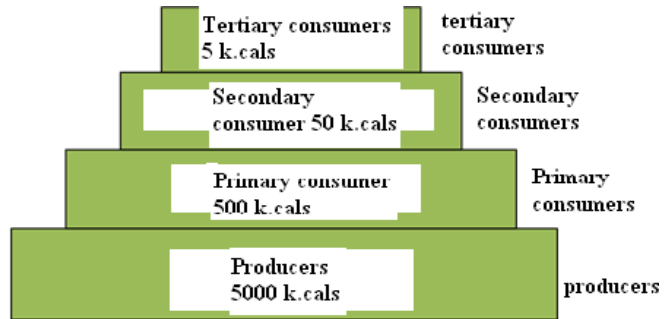 Tertiary consumers
5 k.cals
tertiary
consumers
Secondary
consumer 50 k.cals
Secondary
consumers
Primary consumer
500 k.cals
Primary
consumers
Producers
5000 k.cals
producers